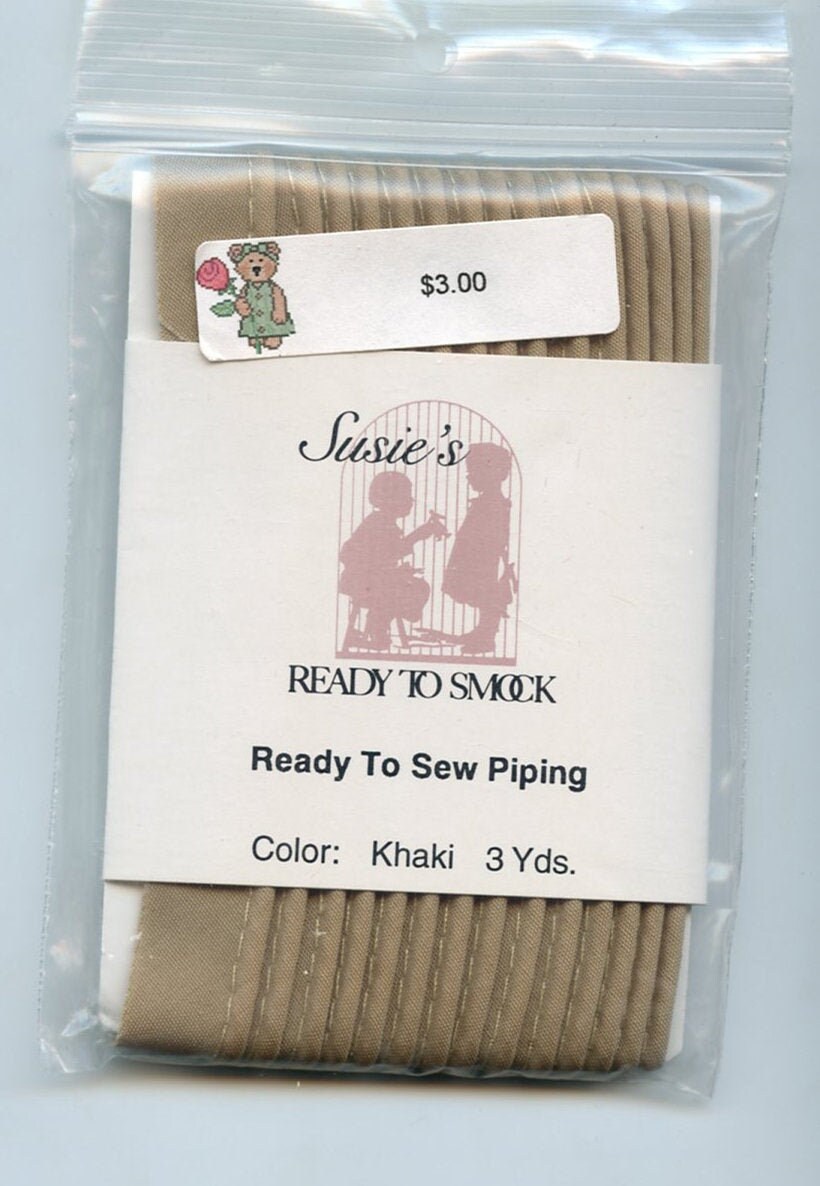 $3.00
Susie's
READY TO SMOCK
Ready To Sew Piping
Color: Khaki 3 Yds.